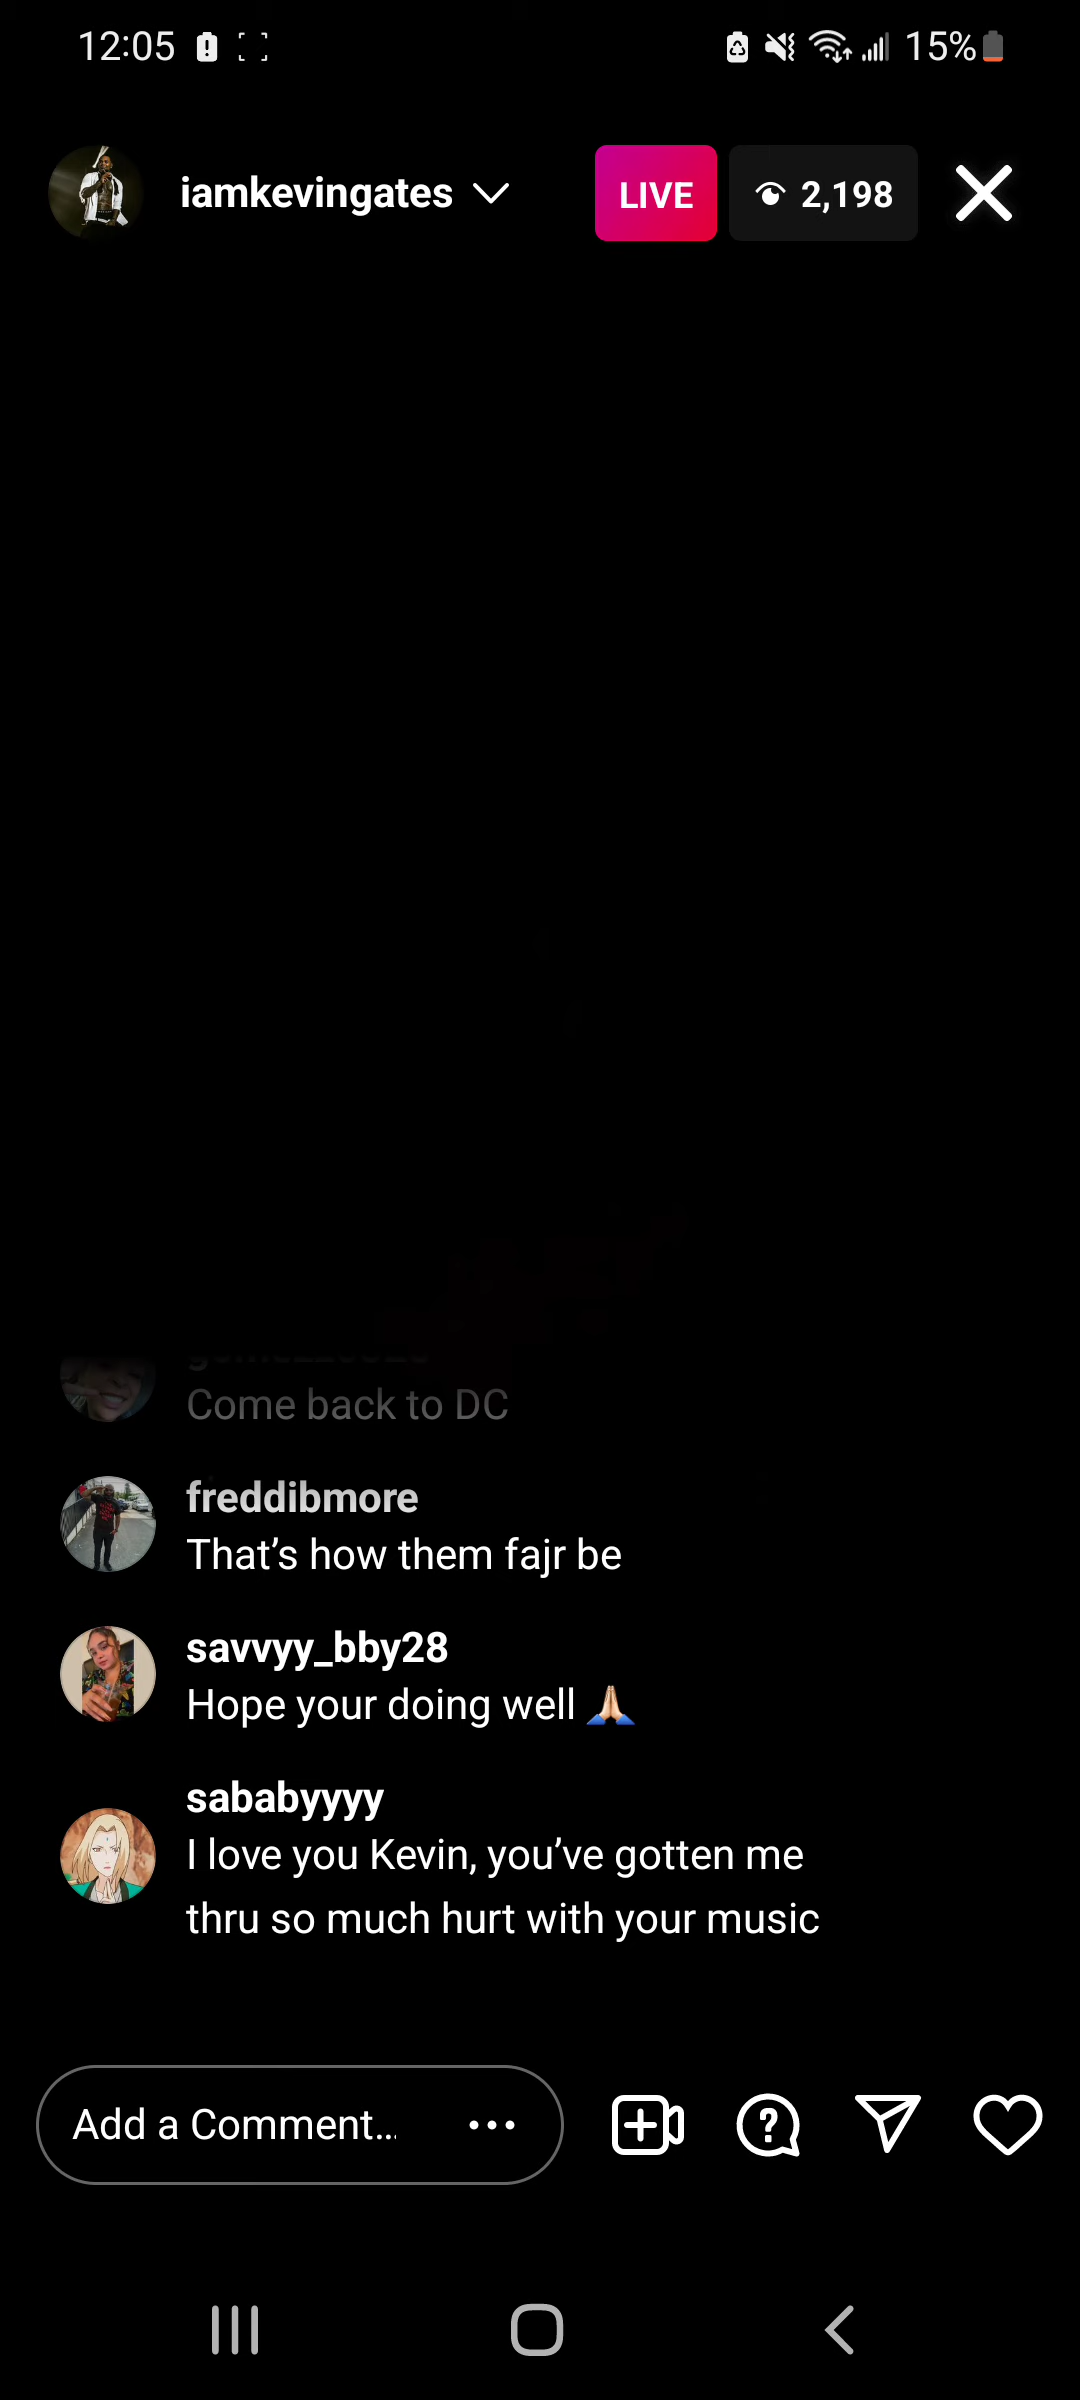 12:05
15%
iamkevingates
LIVE
2,198
Come back to DC
freddibmore
That’s how them fajr be
savvyy_bby28
Hope your doing well 🙏🏻
sababyyyy
I love you Kevin, you’ve gotten me
thru so much hurt with your music
Add a Comment...